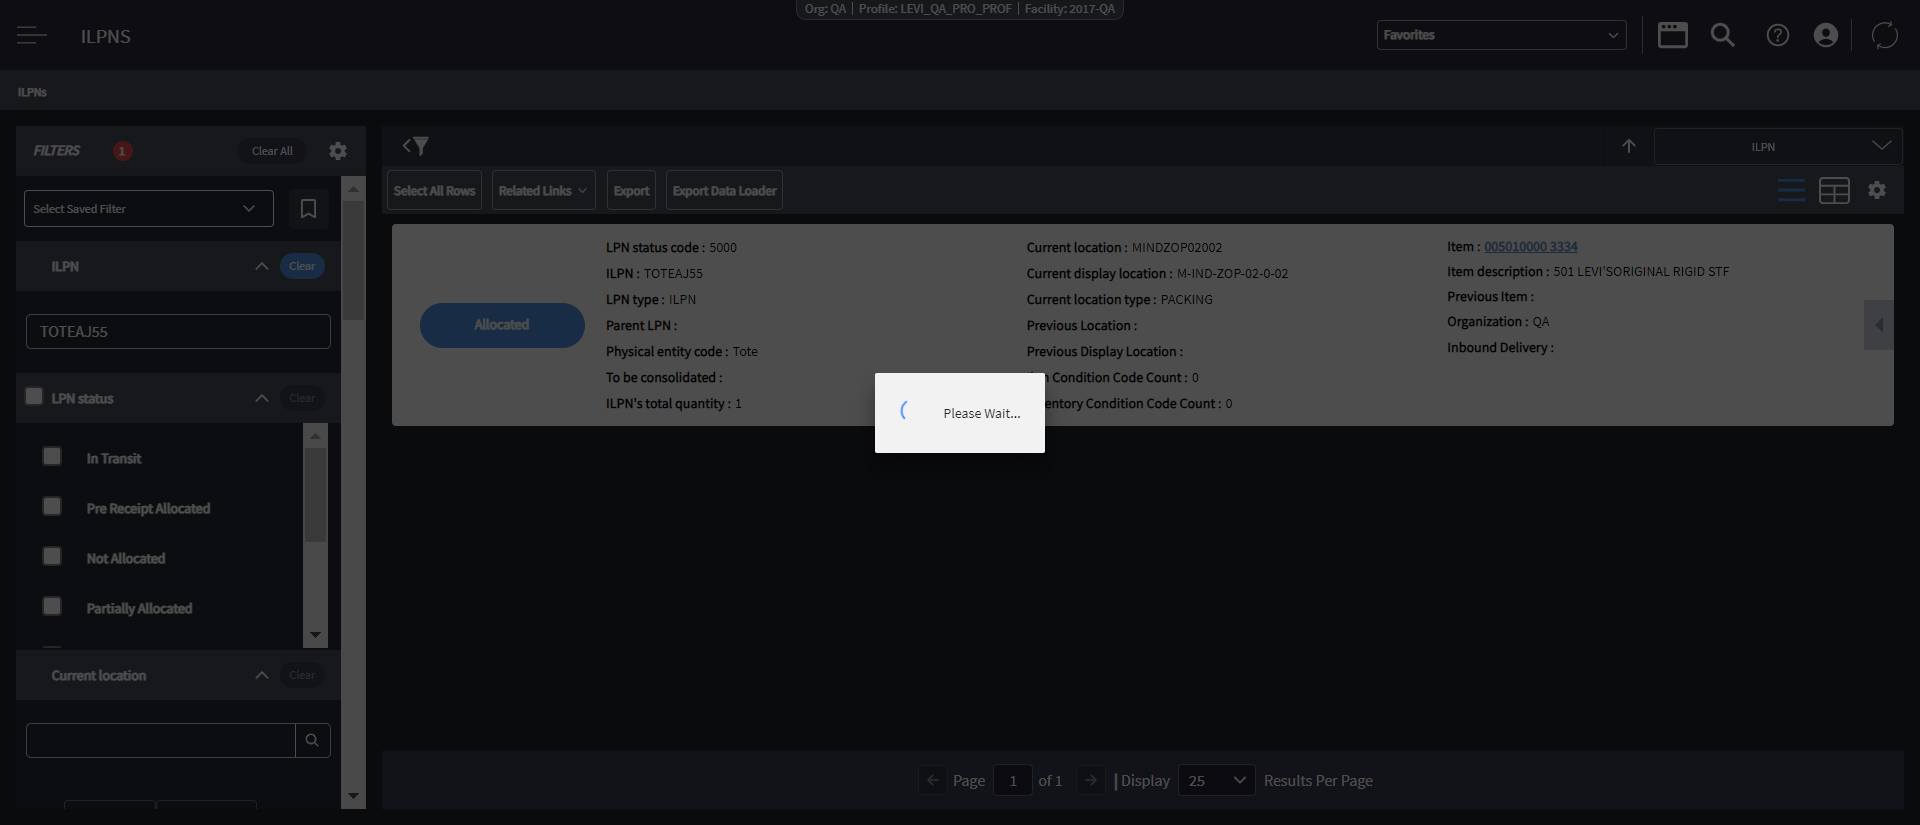 Org: QA | Profile: LEVI_QA_PRO_PROF | Facility: 2017-QA
ILPNS
Favorites
ILPNs
FILTERS 1 Clear All
Select Saved Filter
ILPN Clear
TOTEAJ55
LPN status Clear
In Transit
Pre Receipt Allocated
Not Allocated
Partially Allocated
Current location Clear
ILPN
Select All Rows Related Links Export Export Data Loader
Allocated
LPN status code : 5000
ILPN : TOTEAJ55
LPN type : ILPN
Parent LPN :
Physical entity code : Tote
To be consolidated :
ILPN's total quantity : 1
Current location : MINDZOP02002
Current display location : M-IND-ZOP-02-0-02
Current location type : PACKING
Previous Location :
Previous Display Location :
Condition Code Count : 0
Condition Code Count : 0
Item : 005010000 3334
Item description : 501 LEVI'SORIGINAL RIGID STF
Previous Item :
Organization : QA
Inbound Delivery :
Please Wait...
Page 1 of 1 | Display 25 Results Per Page